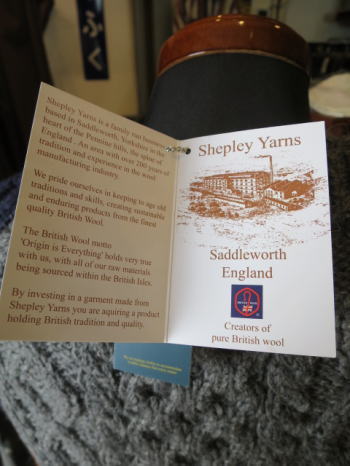 ふく
Shepley Yarns is a family run business
based in Saddleworth, Yorkshire in the
heart of the Pennine hills, the spine of
England . An area with over 200 years of
tradition and experience in the wool
manufacturing industry.
We pride ourselves in keeping to age old
traditions and skills, creating sustainable
and enduring products from the finest
quality British Wool.
The British Wool motto
'Origin is Everything' holds very true
with us, with all of our raw materials
being sourced within the British Isles.
By investing in a garment made from
Shepley Yarns you are aquiring a product
holding British tradition and quality.
Shepley Yarns
Saddleworth
England
Creators of
pure British wool